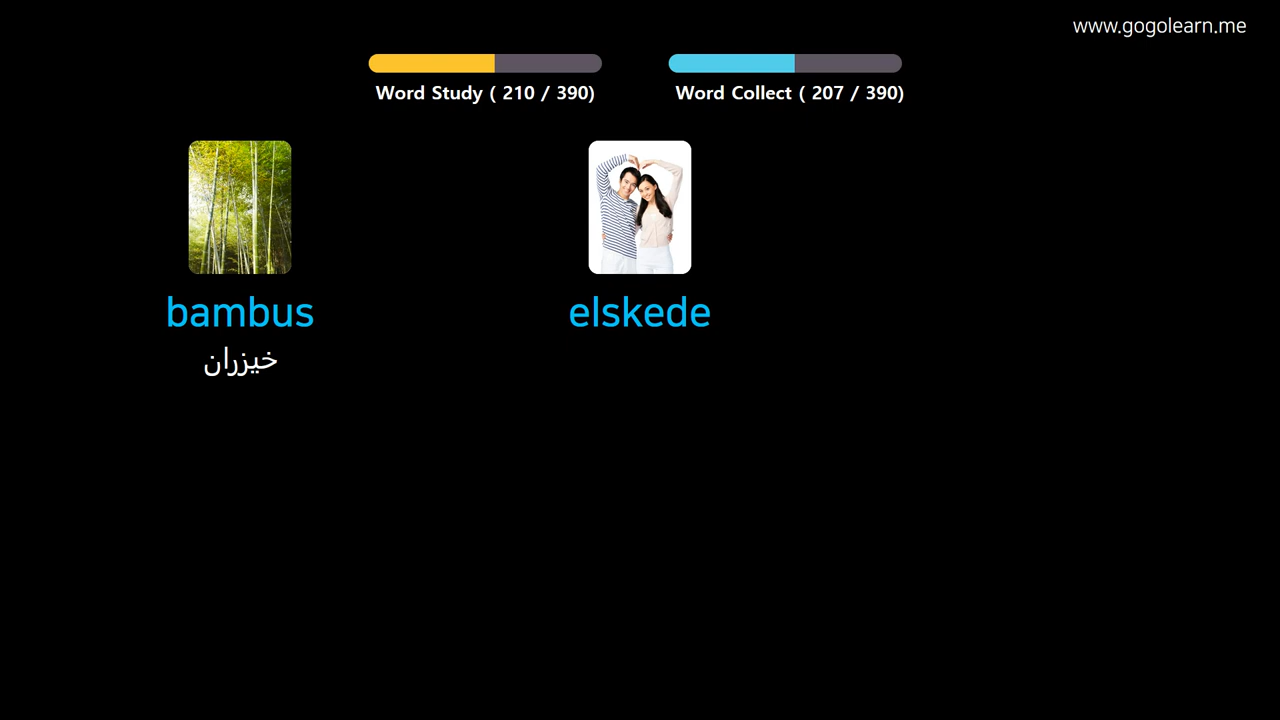 www.gogolearn.me
Word Study ( 210 / 390)
Word Collect ( 207 / 390)
bambus
elskede
خيزران